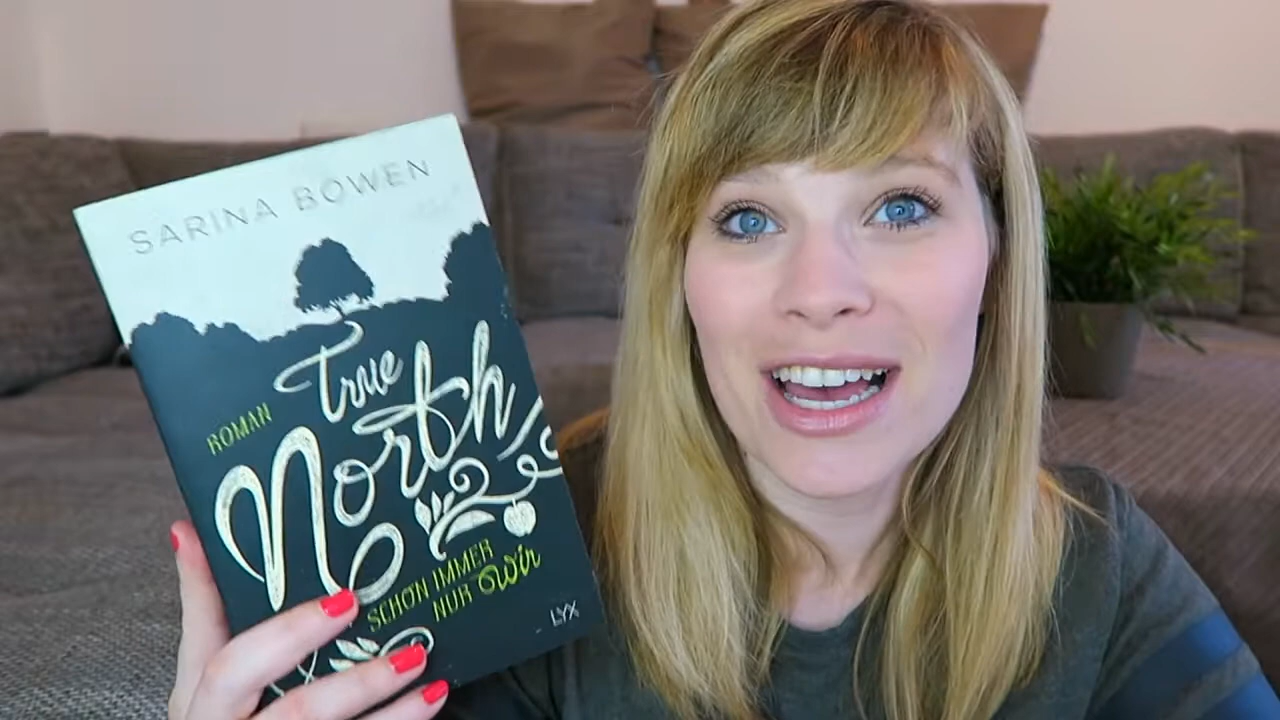 SARINA BOWEN
True
North
ROMAN
SCHON IMMER
NUR Wir
LYX